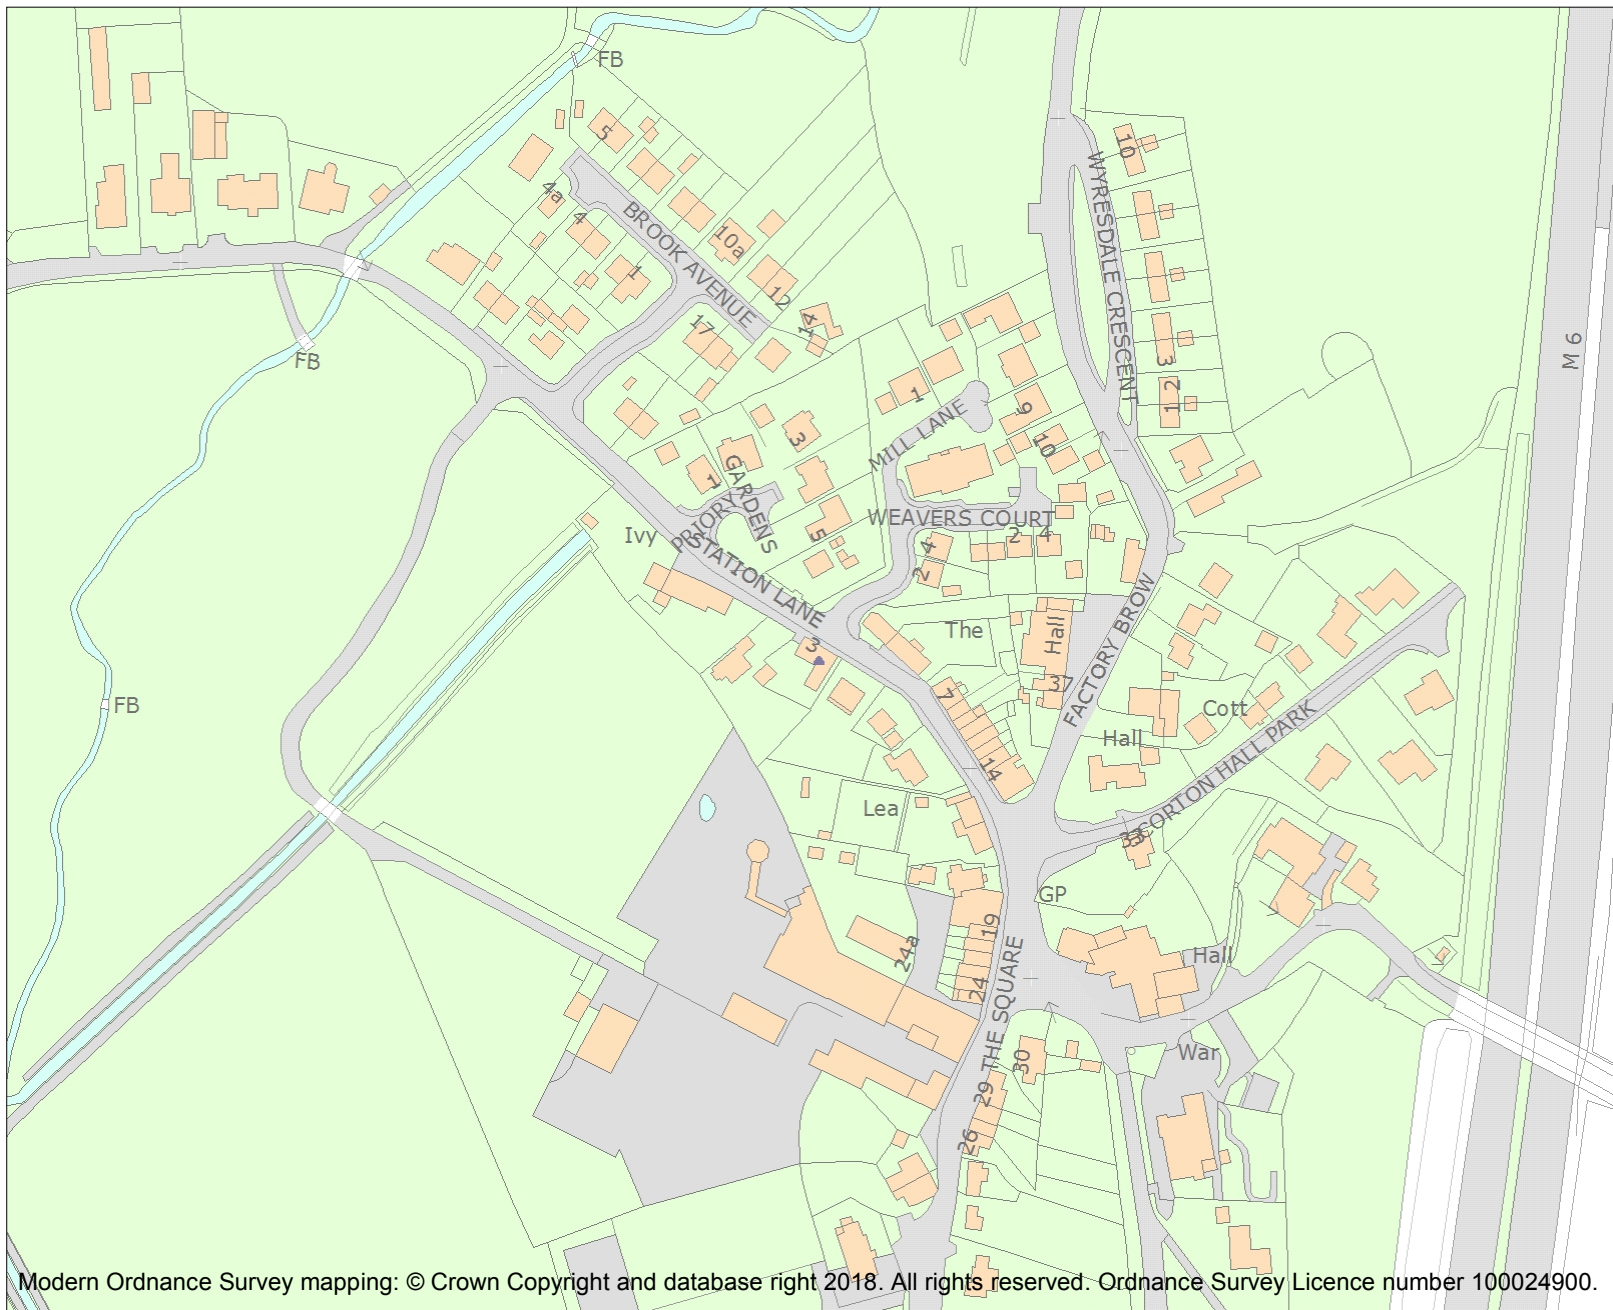 FB
5
4a
4
BROOK AVENUE
10a
1
12
14
17
10
WYRESDALE CRESCENT
3
2
1
M 6
FB
1
MILL LANE
9
10
3
GARDENS
1
PRIORY
5
WEAVERS COURT
2
4
4
2
Ivy
STATION LANE
3
The
Hall
37
FACTORY BROW
7
14
Cott
Hall
SCORTON HALL PARK
33
FB
Lea
GP
19
24a
24
THE SQUARE
Hall
War
30
29
26
Modern Ordnance Survey mapping: © Crown Copyright and database right 2018. All rights reserved. Ordnance Survey Licence number 100024900.